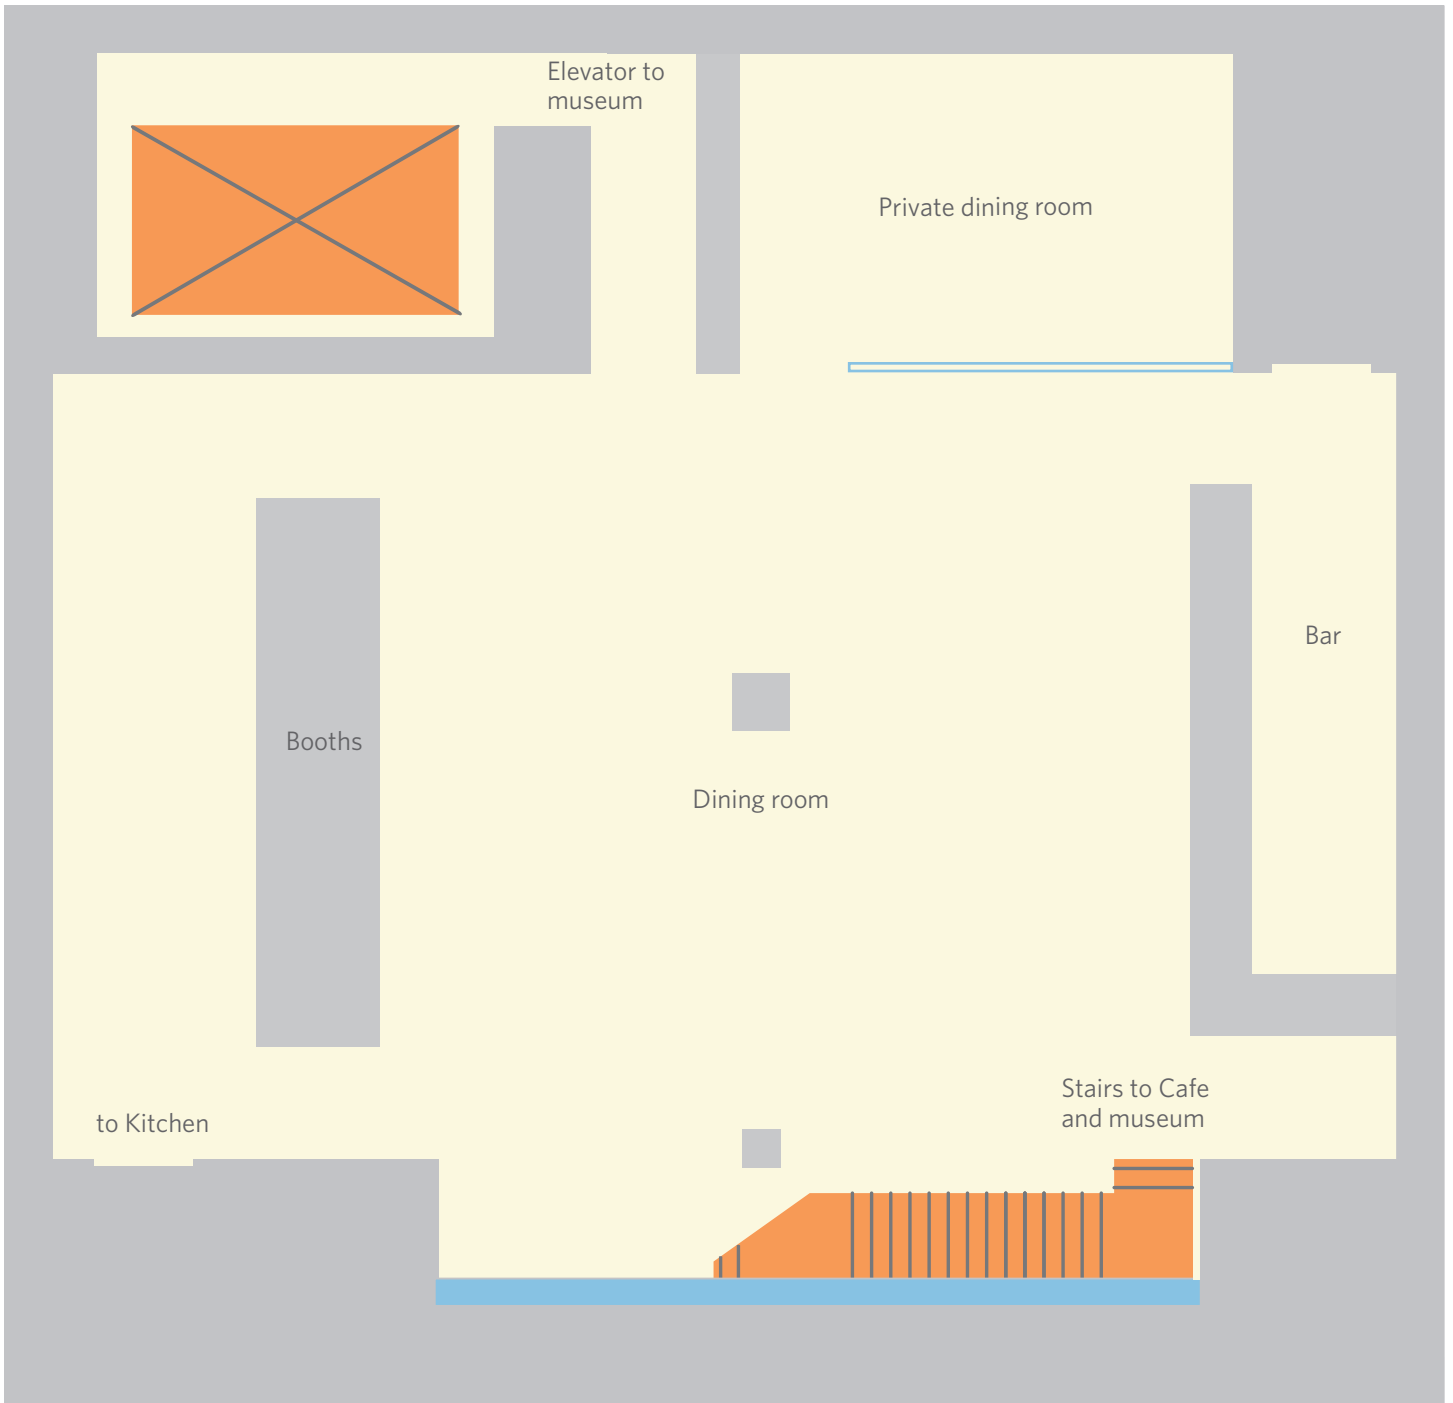 Elevator to
museum
Private dining room
Bar
Booths
Dining room
Stairs to Cafe
and museum
to Kitchen